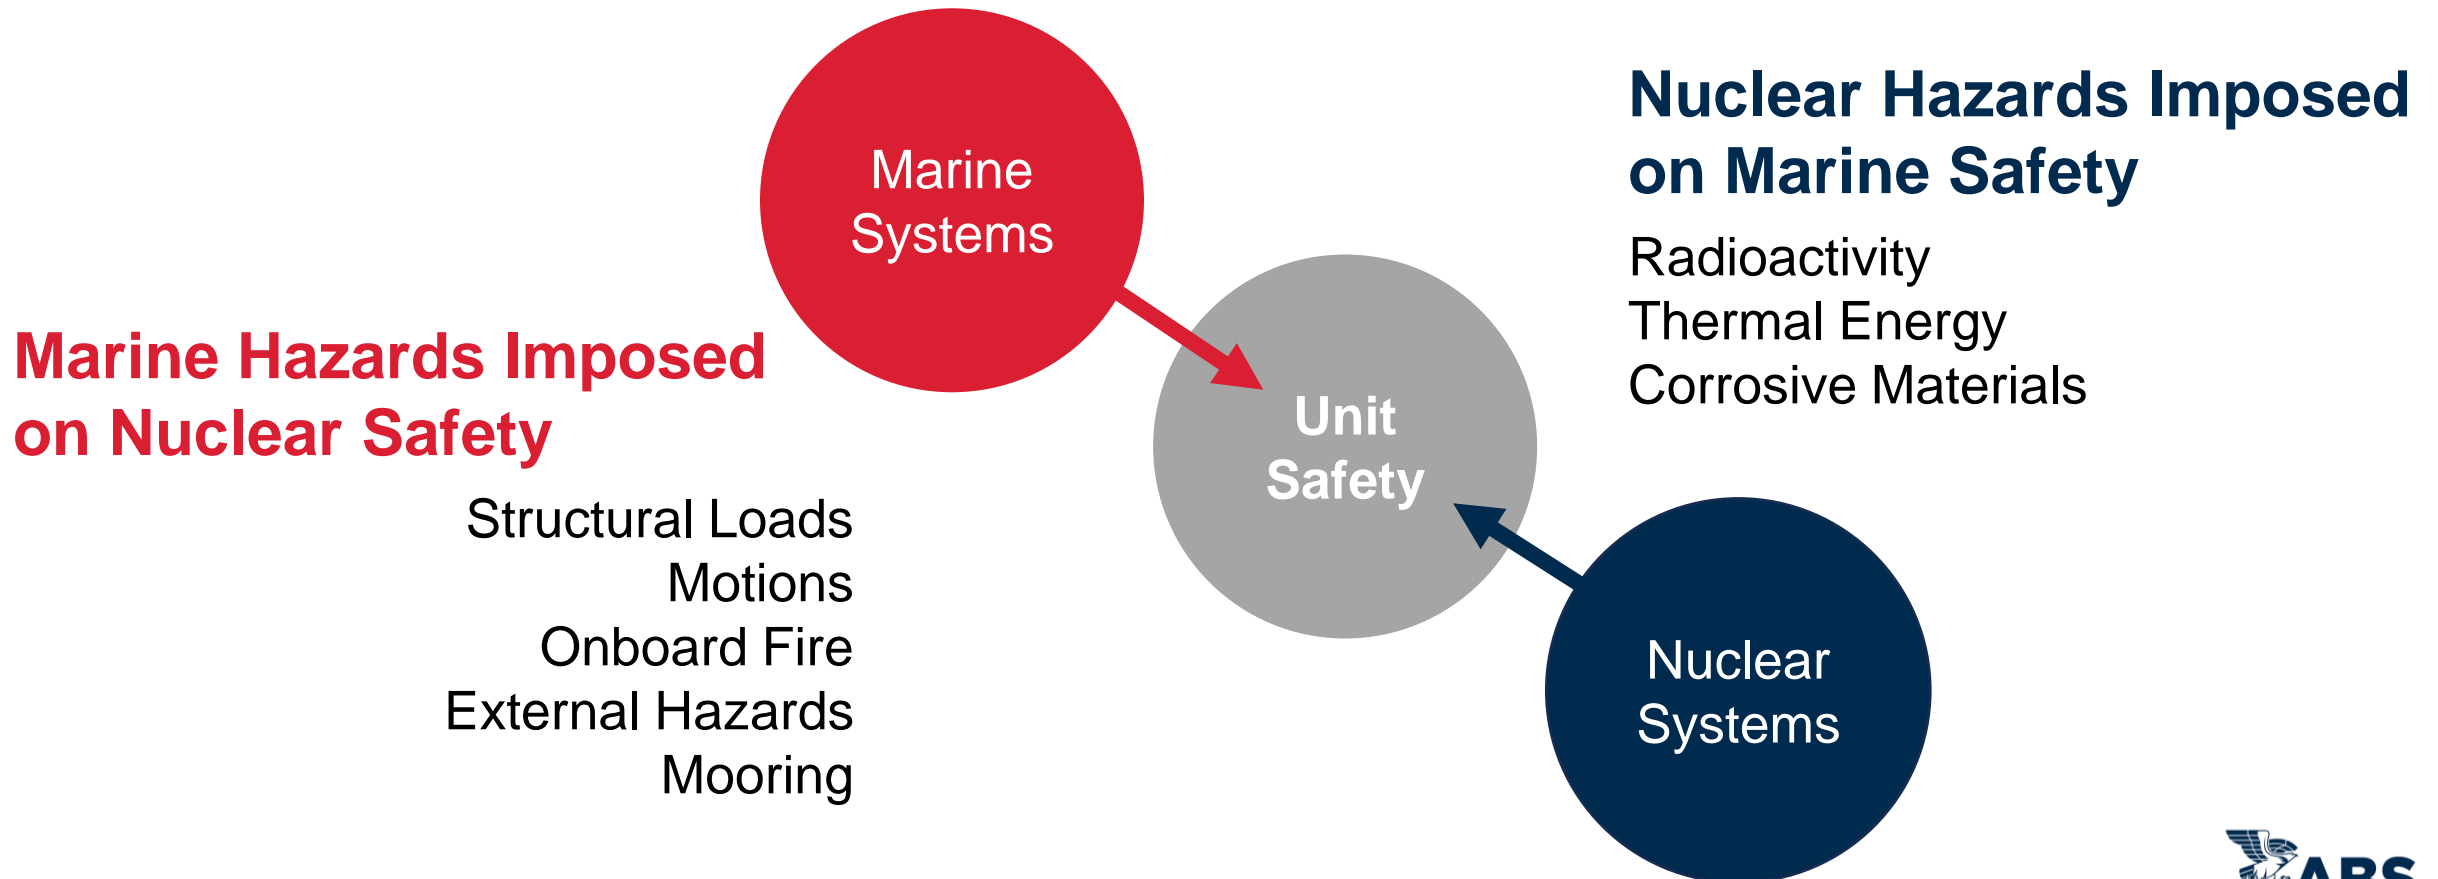 Marine
Systems
Nuclear Hazards Imposed
on Marine Safety
Radioactivity
Thermal Energy
Corrosive Materials
Marine Hazards Imposed
on Nuclear Safety
Structural Loads
Motions
Onboard Fire
External Hazards
Mooring
Unit
Safety
Nuclear
Systems
ABS